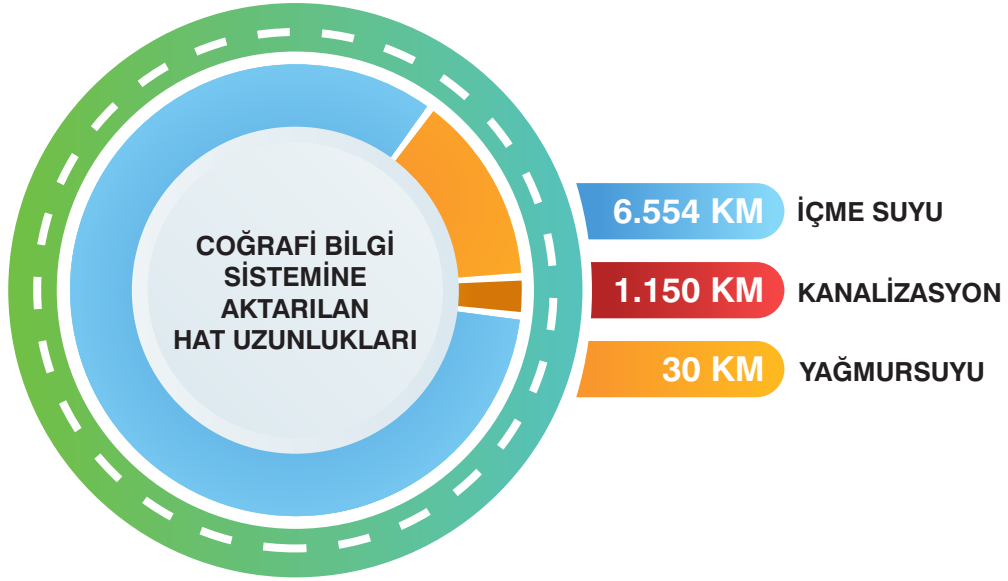 COĞRAFİ BİLGİ
SİSTEMİNE
AKTARILAN
HAT UZUNLUKLARI
6.554 KM İÇME SUYU
1.150 KM KANALİZASYON
30 KM YAĞMURSUYU